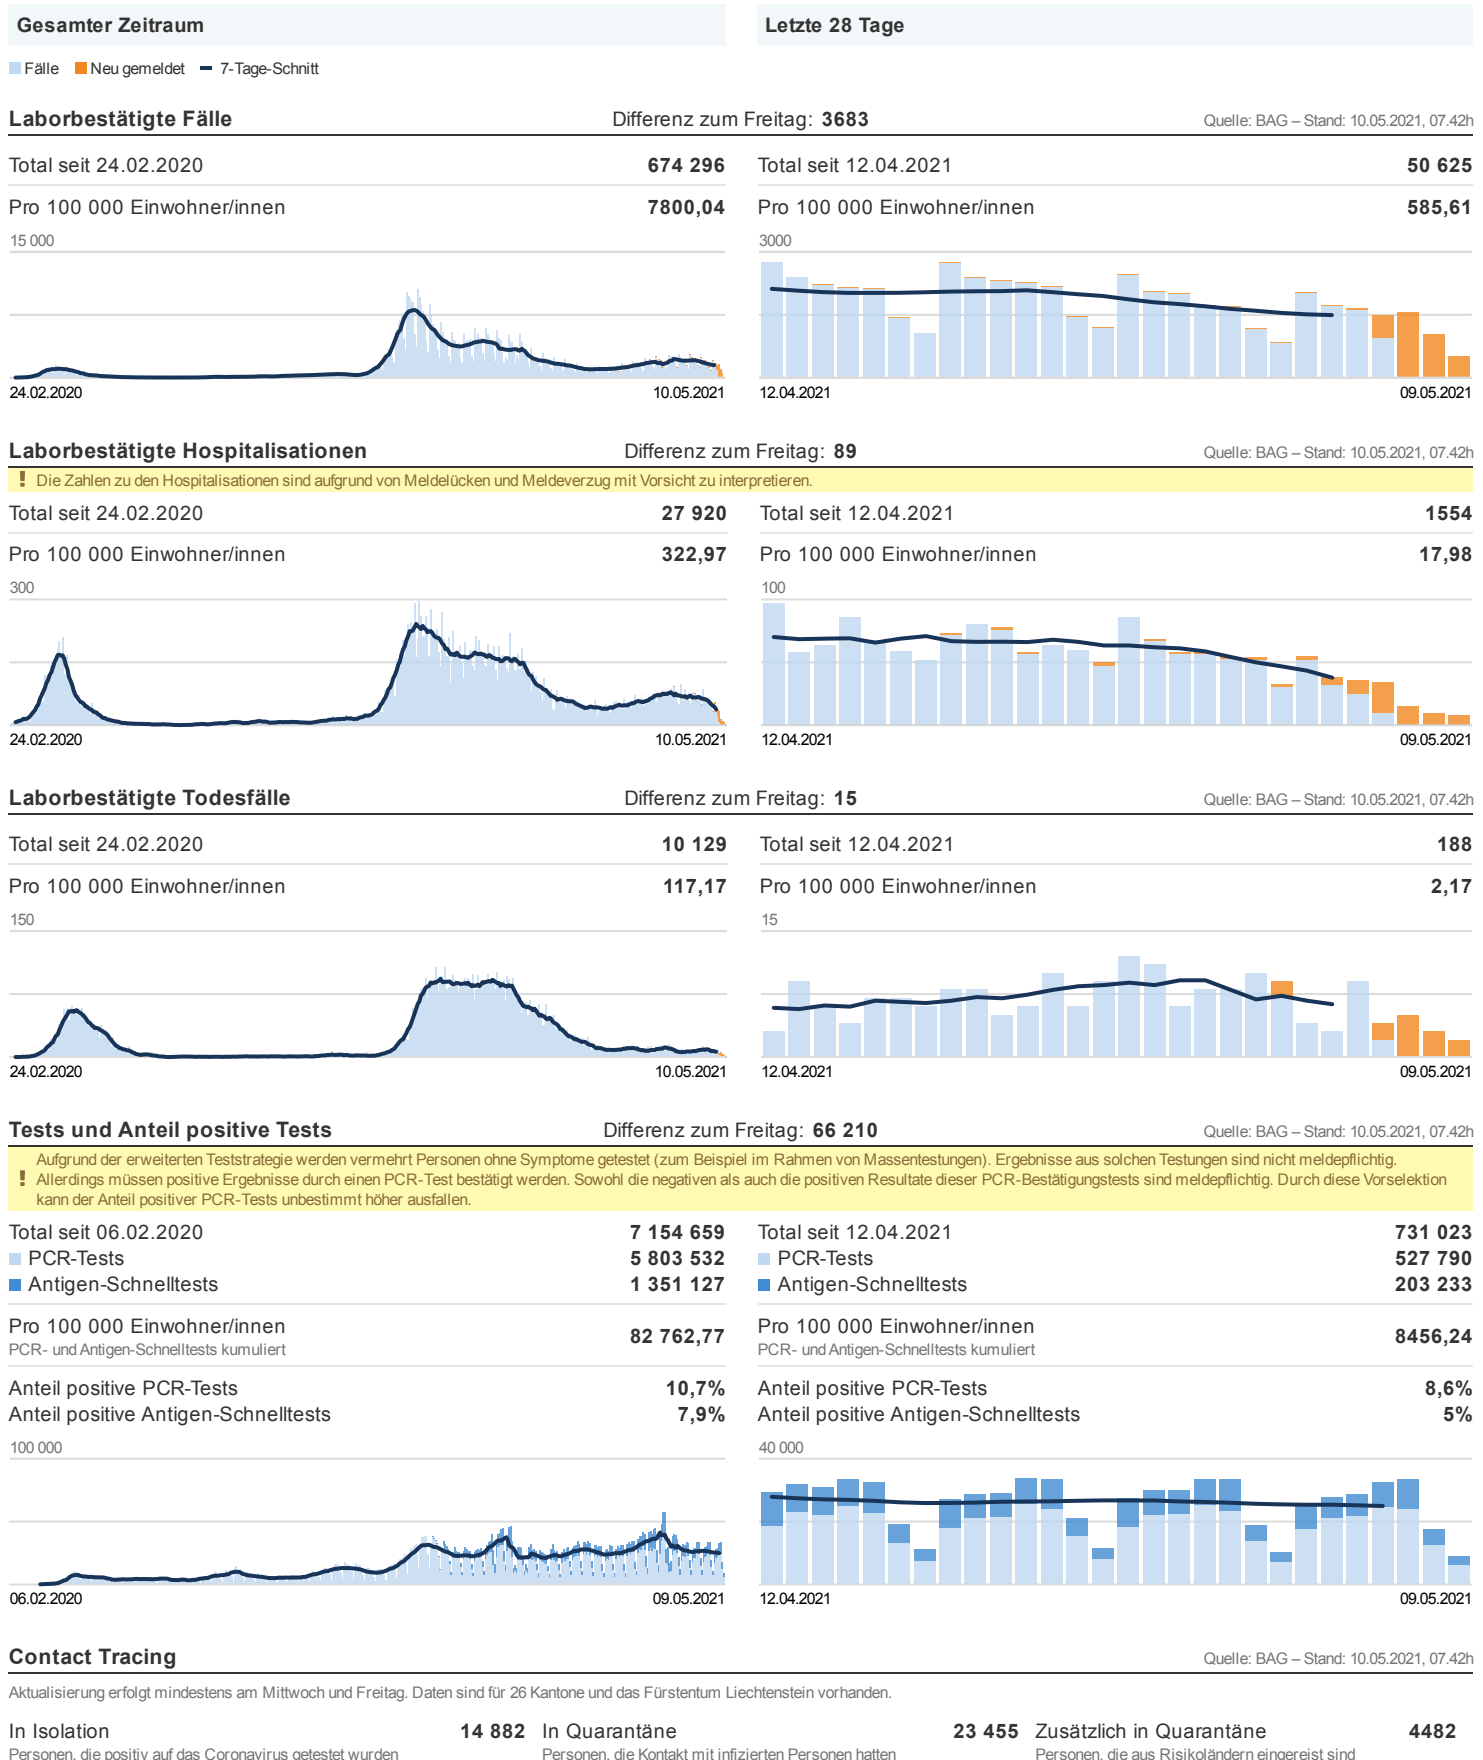 Gesamter Zeitraum
Letzte 28 Tage
Fälle Neu gemeldet 7-Tage-Schnitt
Laborbestätigte Fälle Differenz zum Freitag: 3683 Quelle: BAG – Stand: 10.05.2021, 07.42h
Total seit 24.02.2020 674 296
Pro 100 000 Einwohner/innen 7800,04
15 000
24.02.2020 10.05.2021
Total seit 12.04.2021 50 625
Pro 100 000 Einwohner/innen 585,61
3000
12.04.2021 09.05.2021
Laborbestätigte Hospitalisationen Differenz zum Freitag: 89 Quelle: BAG – Stand: 10.05.2021, 07.42h
! Die Zahlen zu den Hospitalisationen sind aufgrund von Meldelücken und Meldeverzug mit Vorsicht zu interpretieren.
Total seit 24.02.2020 27 920
Pro 100 000 Einwohner/innen 322,97
300
24.02.2020 10.05.2021
Total seit 12.04.2021 1554
Pro 100 000 Einwohner/innen 17,98
100
12.04.2021 09.05.2021
Laborbestätigte Todesfälle Differenz zum Freitag: 15 Quelle: BAG – Stand: 10.05.2021, 07.42h
Total seit 24.02.2020 10 129
Pro 100 000 Einwohner/innen 117,17
150
24.02.2020 10.05.2021
Total seit 12.04.2021 188
Pro 100 000 Einwohner/innen 2,17
15
12.04.2021 09.05.2021
Tests und Anteil positive Tests Differenz zum Freitag: 66 210 Quelle: BAG – Stand: 10.05.2021, 07.42h
Aufgrund der erweiterten Teststrategie werden vermehrt Personen ohne Symptome getestet (zum Beispiel im Rahmen von Massentestungen). Ergebnisse aus solchen Testungen sind nicht meldepflichtig.
! Allerdings müssen positive Ergebnisse durch einen PCR-Test bestätigt werden. Sowohl die negativen als auch die positiven Resultate dieser PCR-Bestätigungstests sind meldepflichtig. Durch diese Vorselektion
kann der Anteil positiver PCR-Tests unbestimmt höher ausfallen.
Total seit 06.02.2020 7 154 659
PCR-Tests 5 803 532
Antigen-Schnelltests 1 351 127
Pro 100 000 Einwohner/innen 82 762,77
PCR- und Antigen-Schnelltests kumuliert
Anteil positive PCR-Tests 10,7%
Anteil positive Antigen-Schnelltests 7,9%
100 000
06.02.2020 09.05.2021
Total seit 12.04.2021 731 023
PCR-Tests 527 790
Antigen-Schnelltests 203 233
Pro 100 000 Einwohner/innen 8456,24
PCR- und Antigen-Schnelltests kumuliert
Anteil positive PCR-Tests 8,6%
Anteil positive Antigen-Schnelltests 5%
40 000
12.04.2021 09.05.2021
Contact Tracing Quelle: BAG – Stand: 10.05.2021, 07.42h
Aktualisierung erfolgt mindestens am Mittwoch und Freitag. Daten sind für 26 Kantone und das Fürstentum Liechtenstein vorhanden.
In Isolation 14 882
Personen, die positiv auf das Coronavirus getestet wurden
In Quarantäne 23 455
Personen, die Kontakt mit infizierten Personen hatten
Zusätzlich in Quarantäne 4482
Personen, die aus Risikoländern eingereist sind